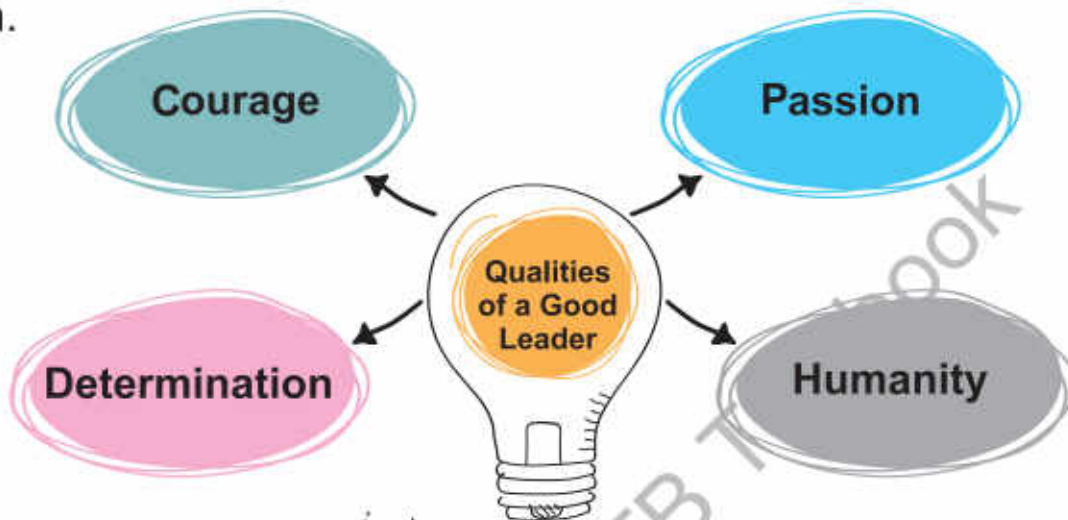 Courage
Passion
Qualities
of a Good
Leader
Determination
Humanity